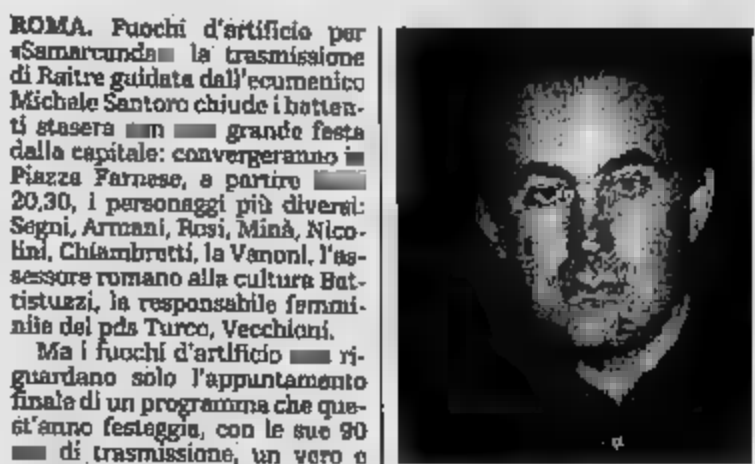 ROMA. Fuochi d'artificio per
«Samarcunda la trasmissione
di Raitre guidata dall'ecumenico
Michele Santoro chiude i batten-
ti stasera grande festa
dalla capitale: convergeranno
Piazza Farnese, a partire
20,30, i personaggi più diversi:
Segni, Armani, Rosi, Minà, Nico-
lini, Chiambretti, la Vanoni, l'as-
sessore romano alla cultura Bat-
tistuzzi, la responsabile femmi-
nile del pds Turco, Vecchioni.
Ma i fuochi d'artificio ri-
guardano solo l'appuntamento
finale di un programma che que-
st'anno festeggia, con le sue 90
di trasmissione, un vero e